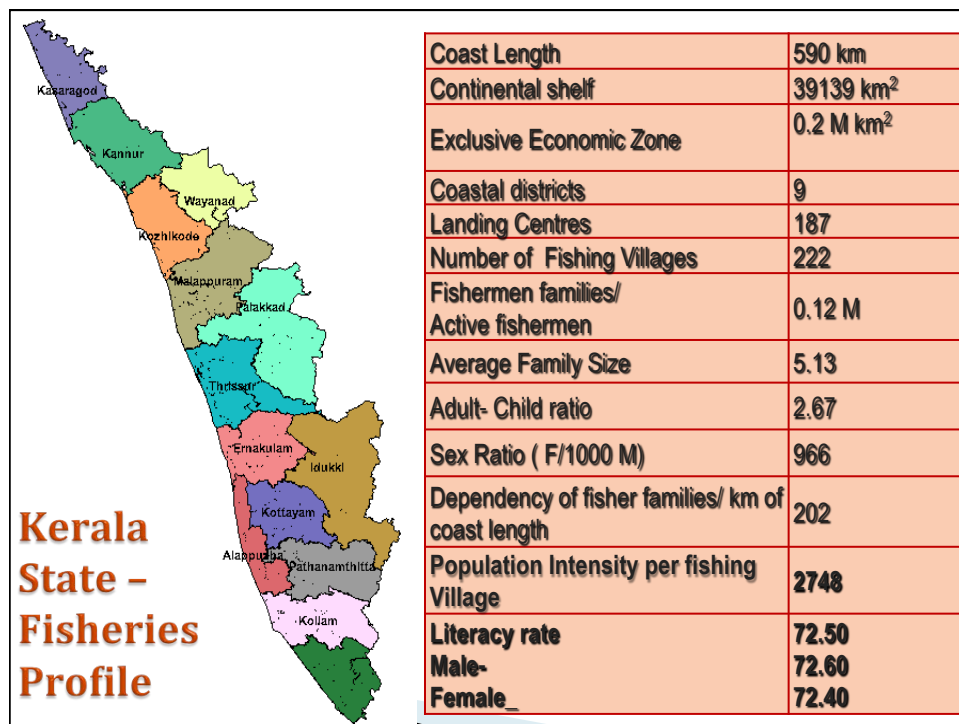 Kasaragod
Kannur
Wayanad
Kozhikode
Malappuram
Palakkad
Thrissur
Ernakulam
Idukki
Kottayam
Alappuzha
Pathanamthitta
Kollam
Kerala
State –
Fisheries
Profile
Coast Length 590 km
Continental shelf 39139 km²
Exclusive Economic Zone 0.2 M km²
Coastal districts 9
Landing Centres 187
Number of Fishing Villages 222
Fishermen families/
Active fishermen 0.12 M
Average Family Size 5.13
Adult- Child ratio 2.67
Sex Ratio ( F/1000 M) 966
Dependency of fisher families/ km of
coast length 202
Population Intensity per fishing
Village 2748
Literacy rate 72.50
Male- 72.60
Female_ 72.40